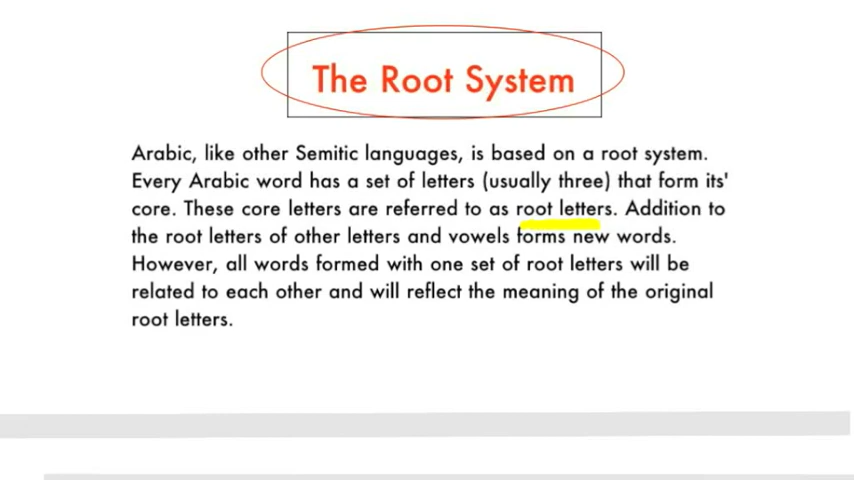 The Root System
Arabic, like other Semitic languages, is based on a root system.
Every Arabic word has a set of letters (usually three) that form its'
core. These core letters are referred to as root letters. Addition to
the root letters of other letters and vowels forms new words.
However, all words formed with one set of root letters will be
related to each other and will reflect the meaning of the original
root letters.